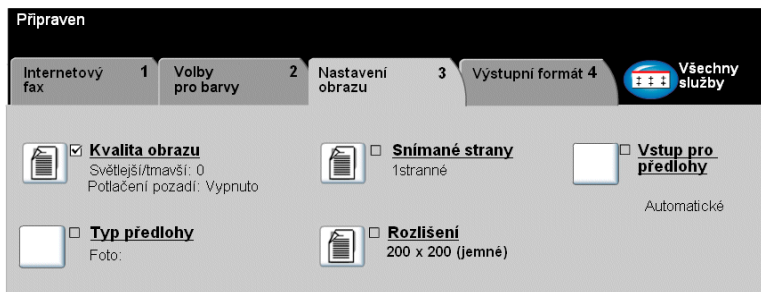 Připraven
Internetový fax 1
Volby pro barvy 2
Nastavení obrazu 3
Výstupní formát 4
Všechny služby
Kvalita obrazu
Světlejší/tmavší: 0
Potlačení pozadí: Vypnuto
Snímané strany
1stranné
Vstup pro předlohy
Automatické
Typ předlohy
Foto:
Rozlišení
200 x 200 (jemné)